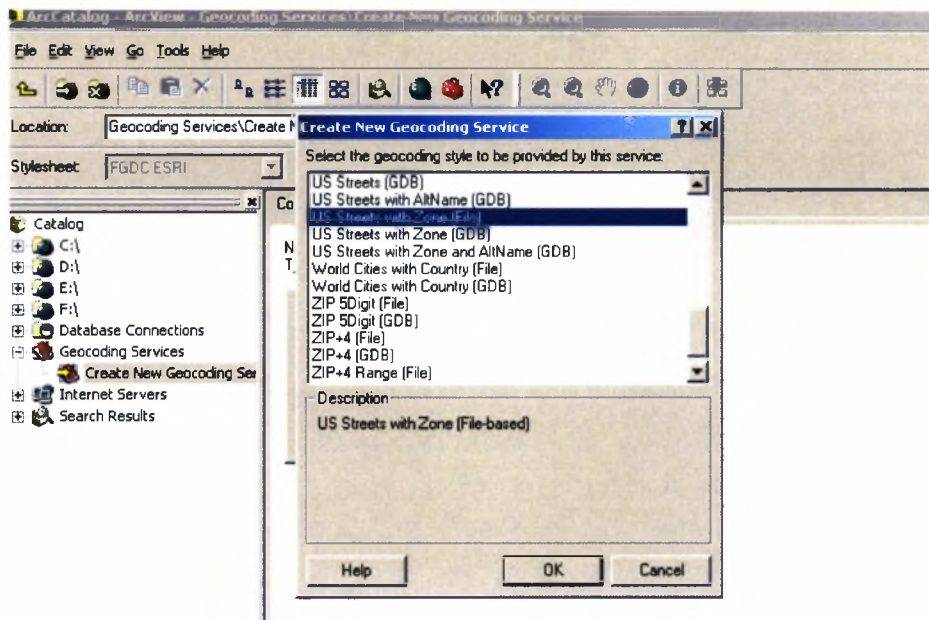 ArcCatalog - ArcView - Geocoding Services\Create New Geocoding Service
File Edit View Go Tools Help
Location: Geocoding Services\Create N
Stylesheet: FGDC ESRI
Catalog
C:\
D:\
E:\
F:\
Database Connections
Geocoding Services
Create New Geocoding Ser
Internet Servers
Search Results
Co
N
T
Create New Geocoding Service
Select the geocoding style to be provided by this service:
US Streets (GDB)
US Streets with AltName (GDB)
US Streets with Zone (File)
US Streets with Zone (GDB)
US Streets with Zone and AltName (GDB)
World Cities with Country (File)
World Cities with Country (GDB)
ZIP 5Digit (File)
ZIP 5Digit (GDB)
ZIP+4 (File)
ZIP+4 (GDB)
ZIP+4 Range (File)
Description
US Streets with Zone (File-based)
Help OK Cancel